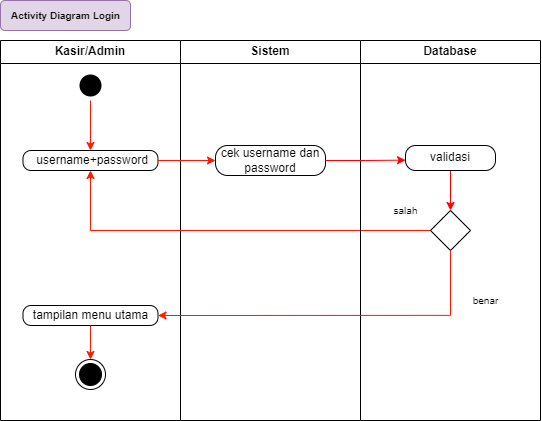 Activity Diagram Login
Kasir/Admin
Sistem
Database
username+password
cek username dan
password
validasi
salah
benar
tampilan menu utama